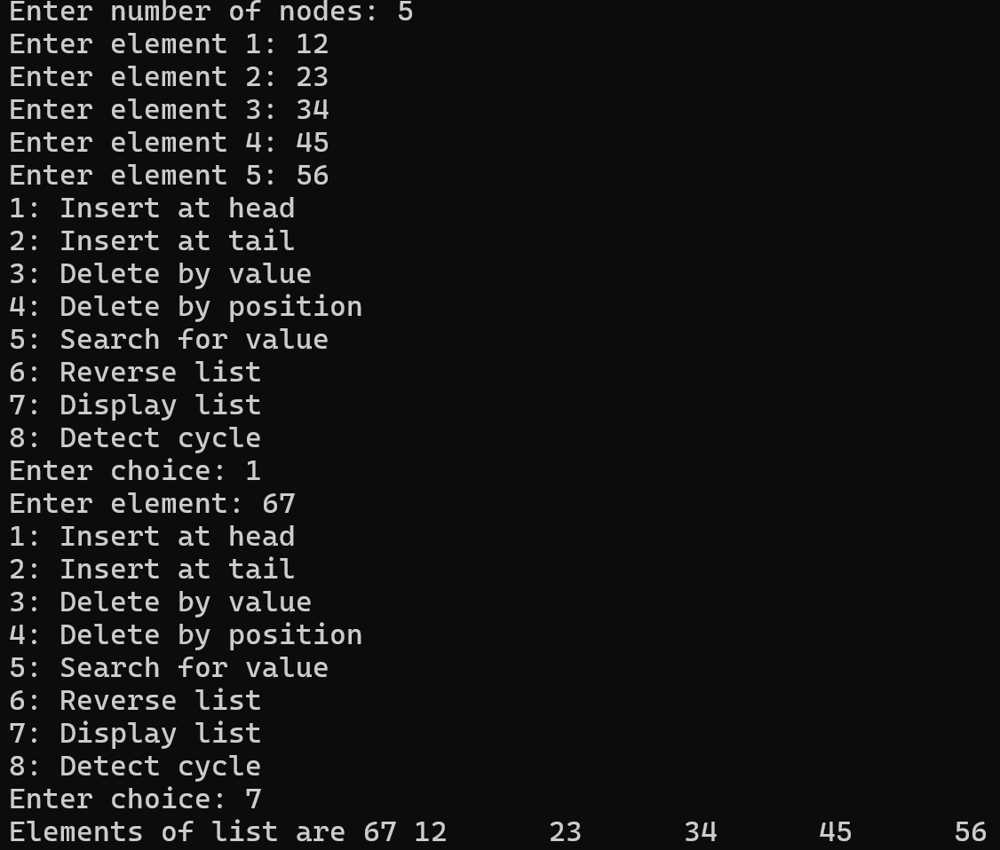 Enter number of nodes: 5
Enter element 1: 12
Enter element 2: 23
Enter element 3: 34
Enter element 4: 45
Enter element 5: 56
1: Insert at head
2: Insert at tail
3: Delete by value
4: Delete by position
5: Search for value
6: Reverse list
7: Display list
8: Detect cycle
Enter choice: 1
Enter element: 67
1: Insert at head
2: Insert at tail
3: Delete by value
4: Delete by position
5: Search for value
6: Reverse list
7: Display list
8: Detect cycle
Enter choice: 7
Elements of list are 67 12      23      34      45      56